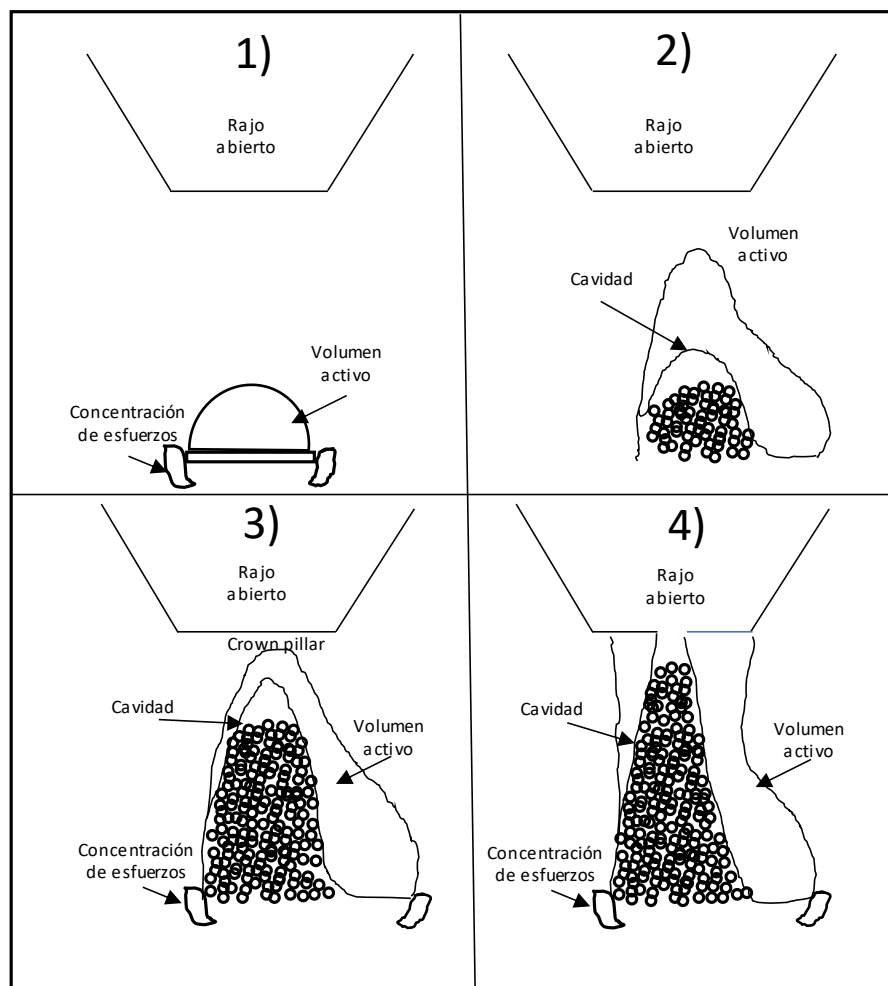 1)
Rajo
abierto
Volumen
activo
Concentración
de esfuerzos
2)
Rajo
abierto
Volumen
activo
Cavidad
3)
Rajo
abierto
Crown pillar
Cavidad
Volumen
activo
Concentración
de esfuerzos
4)
Rajo
abierto
Cavidad
Volumen
activo
Concentración
de esfuerzos